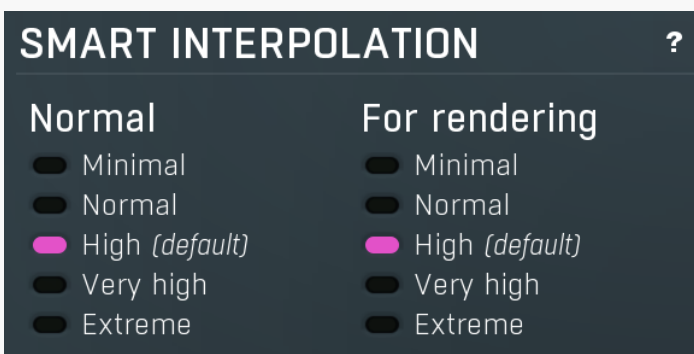 SMART INTERPOLATION ?
Normal
Minimal
Normal
High (default)
Very high
Extreme
For rendering
Minimal
Normal
High (default)
Very high
Extreme